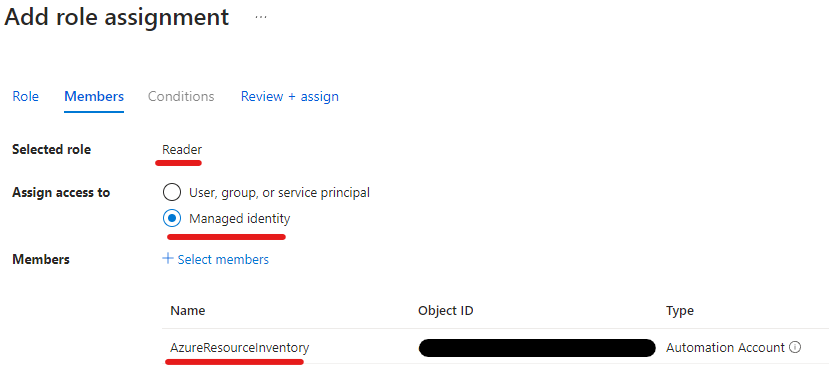 Add role assignment ...
Role Members Conditions Review + assign
Selected role Reader
Assign access to User, group, or service principal
Managed identity
Members + Select members
Name Object ID Type
AzureResourceInventory Automation Account